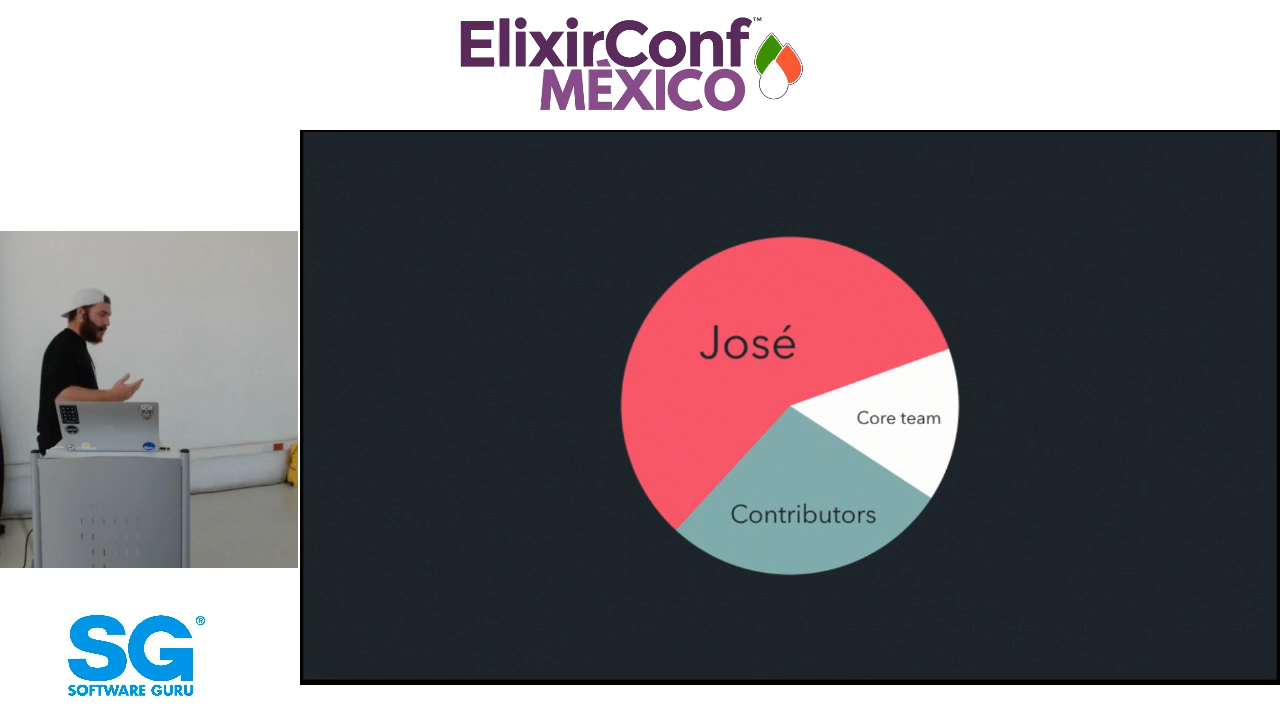 ElixirConf™
MÉXICO
José
Core team
Contributors
SG®
SOFTWARE GURU